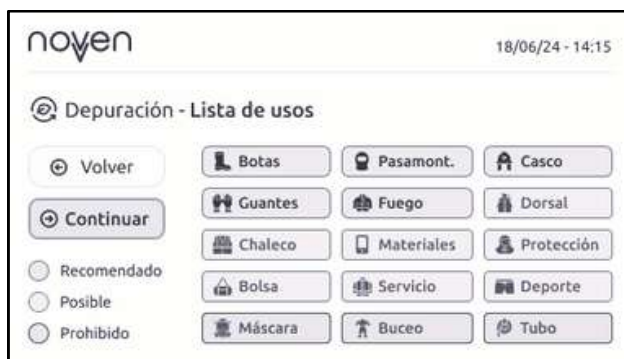 noven
18/06/24 - 14:15
Depuración - Lista de usos
Volver
Continuar
Recomendado
Posible
Prohibido
Botas Pasamont. Casco
Guantes Fuego Dorsal
Chaleco Materiales Protección
Bolsa Servicio Deporte
Máscara Buceo Tubo